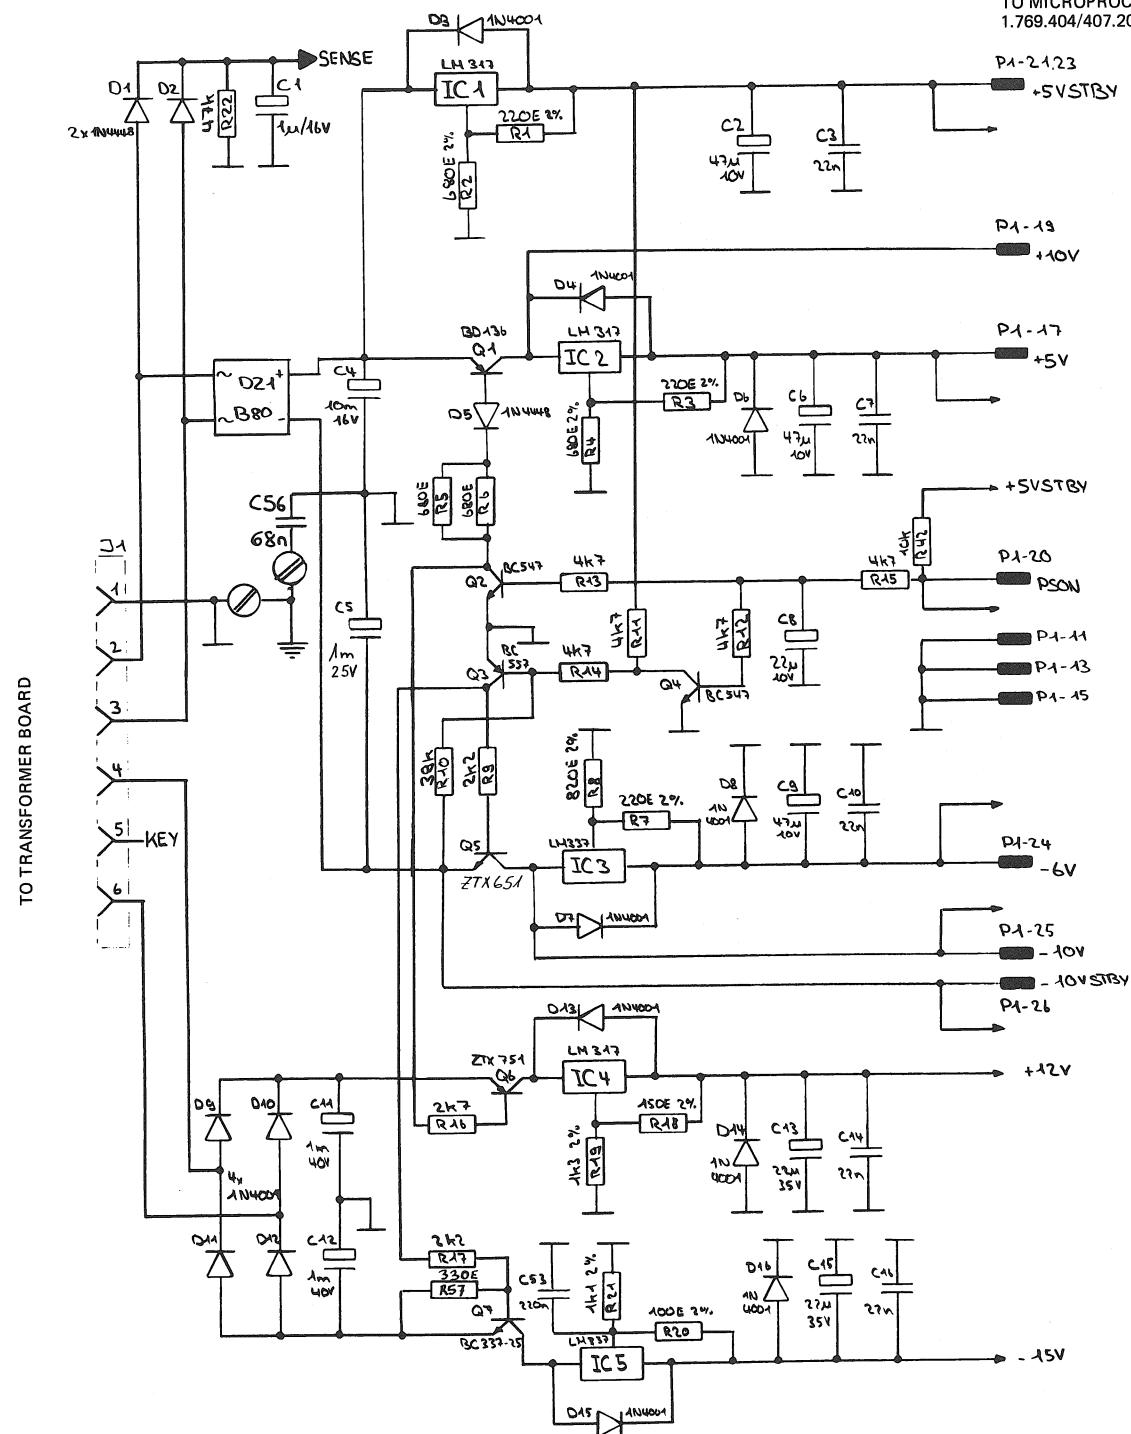 TO MICROPROC
1.769.404/407.20
D3
1N4001
SENSE
LM317
IC1
P1-21,23
+5VSTBY
D1
D2
47k
R22
C1
1µ/16V
2x1N4448
220E 2%
R1
680E 2%
R2
C2
47µ
10V
C3
22n
P1-19
+10V
D4
1N4001
BD136
Q1
LM317
IC2
P1-17
+5V
~
DZ1
+
~
B80
-
C4
10m
16V
D5
1N4448
220E 2%
R3
680E 2%
R4
D6
1N4001
C6
47µ
10V
C7
22n
680E
R5
680E
R6
+5VSTBY
10k
R42
C56
68n
J1
Q2
BC547
4k7
R13
4k7
R15
P1-20
PSON
1
C5
1m
25V
4k7
R11
4k7
R12
C8
22µ
10V
P1-11
P1-13
P1-15
2
BC
557
Q3
4k7
R14
Q4
BC547
3
38k
R10
2k2
R9
820E 2%
R8
220E 2%
R7
D8
1N
4001
C9
47µ
10V
C10
22n
TO TRANSFORMER BOARD
4
5
KEY
6
Q5
ZTX651
LM337
IC3
P1-24
-6V
D7
1N4001
P1-25
-10V
-10VSTBY
P1-26
D13
1N4001
ZTX751
Q6
LM317
IC4
+12V
D9
D10
C11
1m
40V
2k7
R16
150E 2%
R18
1k3 2%
R19
D14
1N
4001
C13
22µ
35V
C14
22n
4x
1N4001
D11
D12
C12
1m
40V
2k2
R17
330E
R57
Q7
BC337-25
C53
220n
1k1 2%
R21
100E 2%
R20
D16
1N
4001
C15
22µ
35V
C16
22n
LM337
IC5
-15V
D15
1N4001